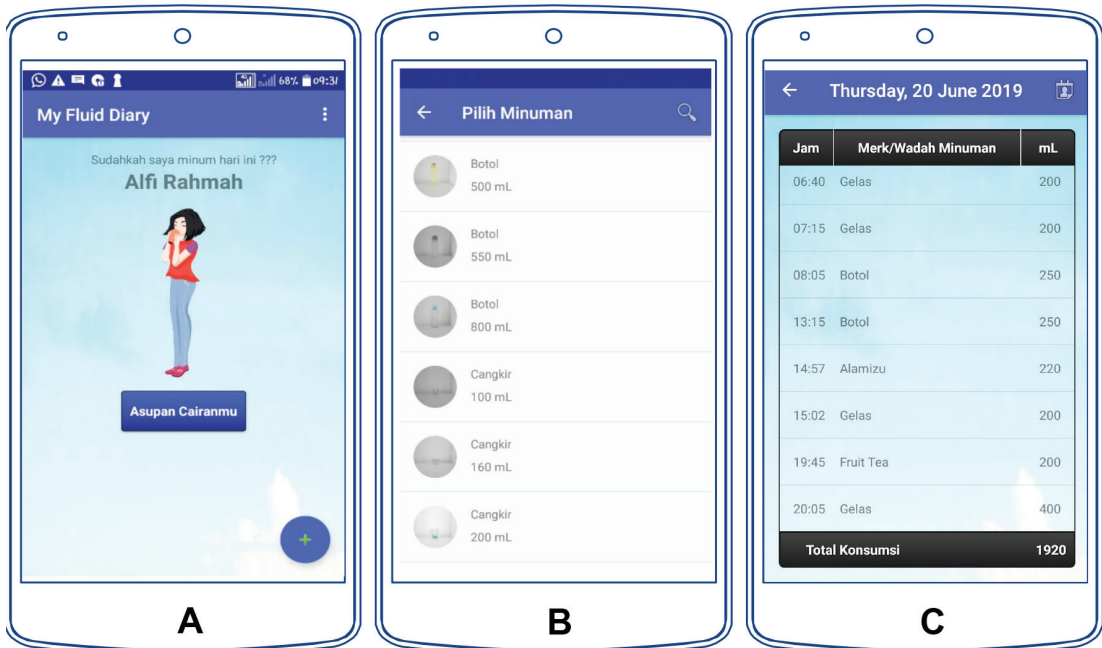 68% 09:31
My Fluid Diary
Sudahkah saya minum hari ini ???
Alfi Rahmah
Asupan Cairanmu
+
A
Pilih Minuman
Botol
500 mL
Botol
550 mL
Botol
800 mL
Cangkir
100 mL
Cangkir
160 mL
Cangkir
200 mL
B
Thursday, 20 June 2019
Jam Merk/Wadah Minuman mL
06:40 Gelas 200
07:15 Gelas 200
08:05 Botol 250
13:15 Botol 250
14:57 Alamizu 220
15:02 Gelas 200
19:45 Fruit Tea 200
20:05 Gelas 400
Total Konsumsi 1920
C